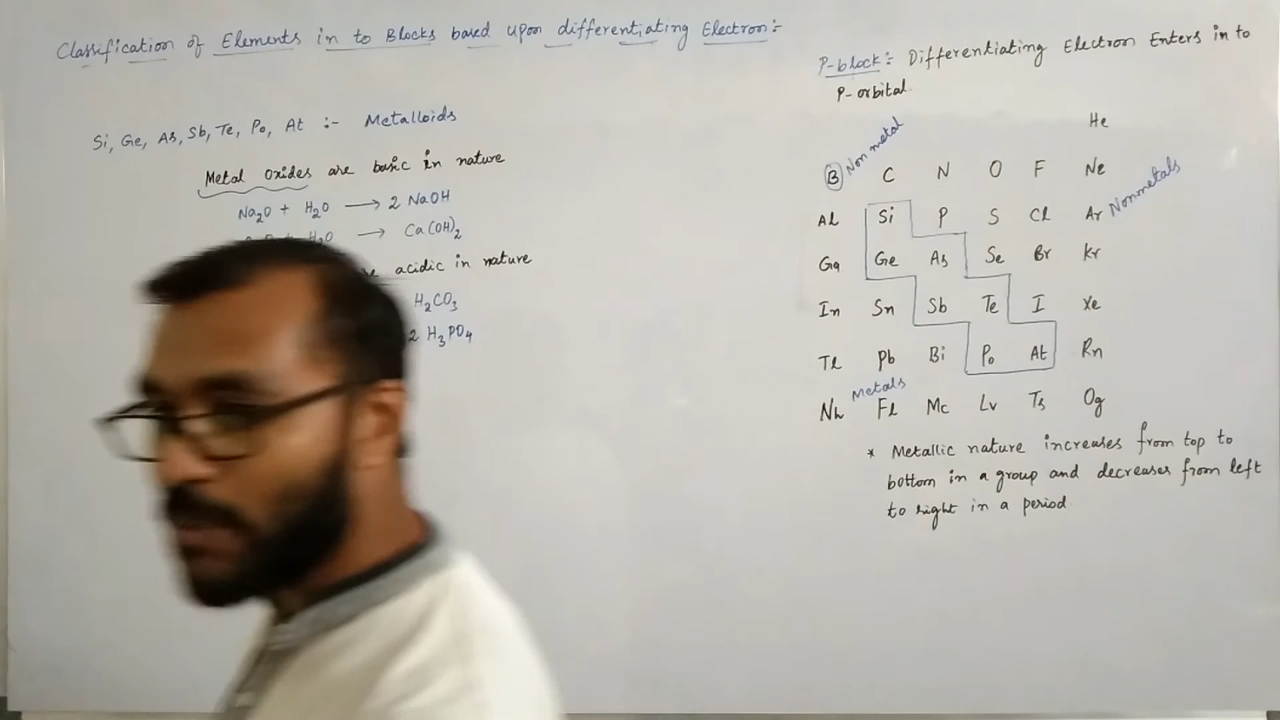 Classification of Elements in to Blocks based upon differentiating Electron:-
Si, Ge, As, Sb, Te, Po, At :- Metalloids
Metal oxides are basic in nature
Na₂O + H₂O → 2 NaOH
H₂O → Ca(OH)₂
acidic in nature
H₂CO₃
2 H₃PO₄
P-block:- Differentiating Electron Enters in to
P-orbital.
He
B Non metal C N O F Ne
Al Si P S Cl Ar Nonmetals
Ga Ge As Se Br Kr
In Sn Sb Te I Xe
Tl Pb Bi Po At Rn
Metals
Nh Fl Mc Lv Ts Og
* Metallic nature increases from top to
bottom in a group and decreases from left
to right in a period.